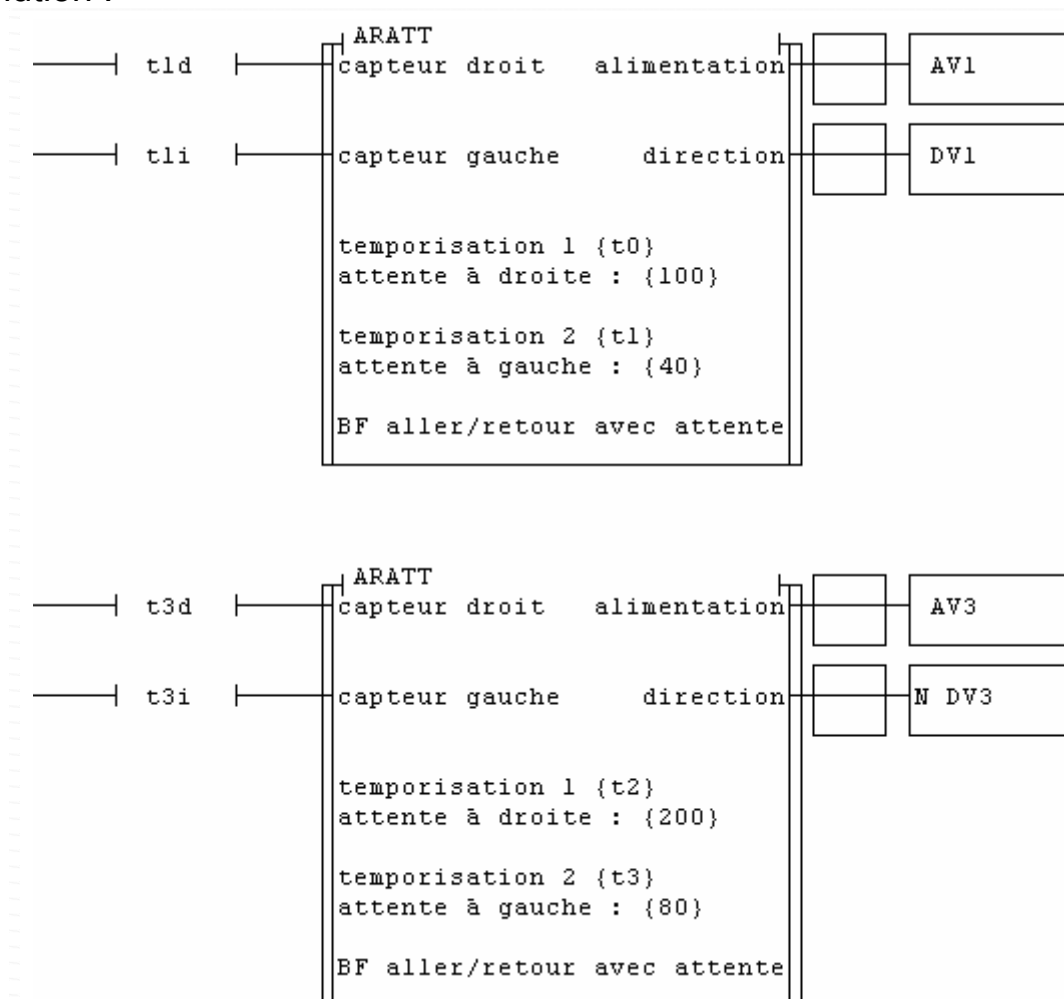 ARATT
t1d capteur droit alimentation AV1
t1i capteur gauche direction DV1
temporisation 1 {t0}
attente à droite : {100}
temporisation 2 {t1}
attente à gauche : {40}
BF aller/retour avec attente
ARATT
t3d capteur droit alimentation AV3
t3i capteur gauche direction N DV3
temporisation 1 {t2}
attente à droite : {200}
temporisation 2 {t3}
attente à gauche : {80}
BF aller/retour avec attente